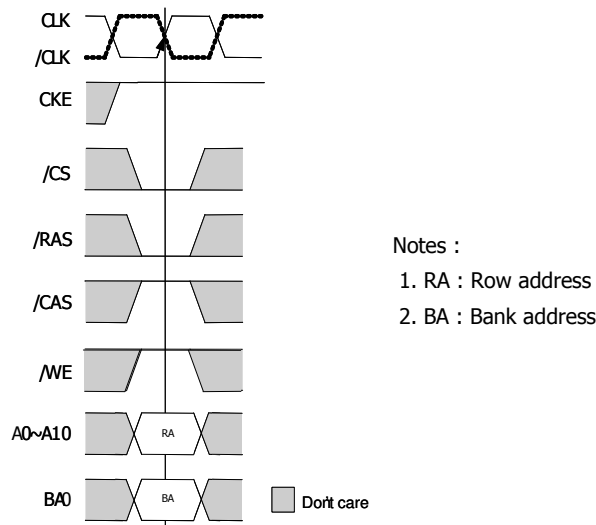 CLK
/CLK
CKE
/CS
/RAS
/CAS
/WE
A0~A10
RA
BA0
BA
Don't care
Notes :
1. RA : Row address
2. BA : Bank address